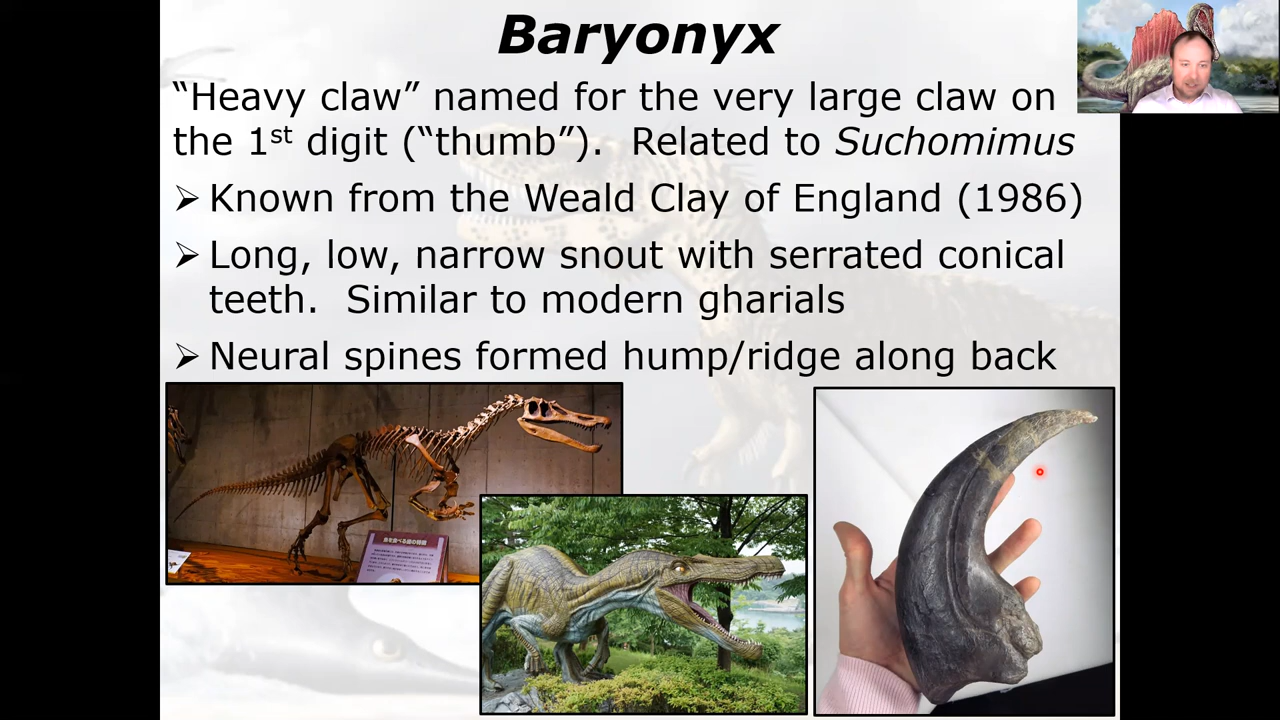 Baryonyx
“Heavy claw” named for the very large claw on
the 1st digit (“thumb”).  Related to Suchomimus
➢ Known from the Weald Clay of England (1986)
➢ Long, low, narrow snout with serrated conical
teeth.  Similar to modern gharials
➢ Neural spines formed hump/ridge along back